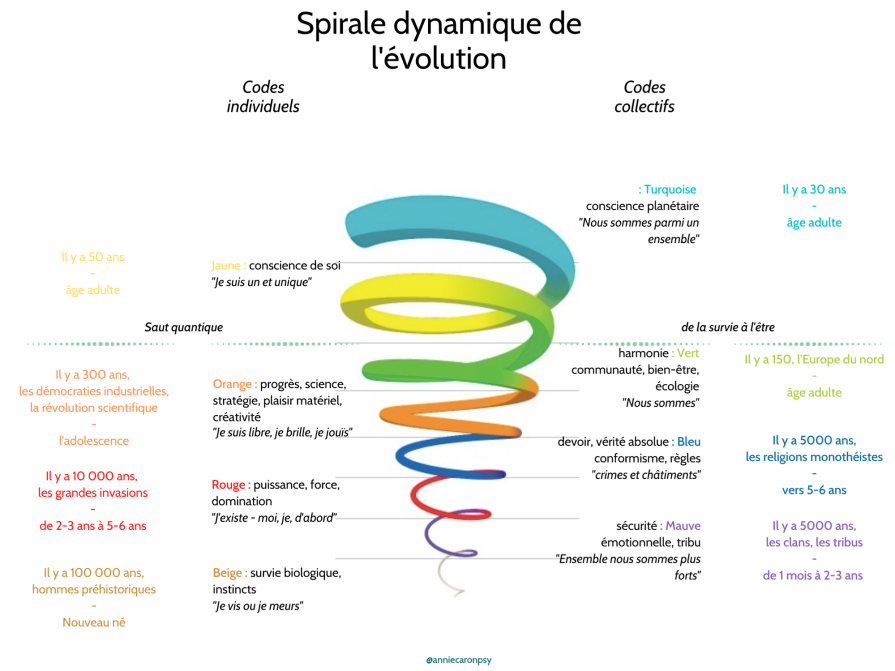 Spirale dynamique de
l'évolution
Codes
individuels
Codes
collectifs
: Turquoise
conscience planétaire
"Nous sommes parmi un
ensemble"
Il y a 30 ans
-
âge adulte
Il y a 50 ans
-
âge adulte
Jaune : conscience de soi
"Je suis un et unique"
Saut quantique
de la survie à l'être
harmonie : Vert
communauté, bien-être,
écologie
"Nous sommes"
Il y a 150, l'Europe du nord
-
âge adulte
Il y a 300 ans,
les démocraties industrielles,
la révolution scientifique
-
l'adolescence
Orange : progrès, science,
stratégie, plaisir matériel,
créativité
"Je suis libre, je brille, je jouïs"
devoir, vérité absolue : Bleu
conformisme, règles
"crimes et châtiments"
Il y a 5000 ans,
les religions monothéistes
-
vers 5-6 ans
Il y a 10 000 ans,
les grandes invasions
-
de 2-3 ans à 5-6 ans
Rouge : puissance, force,
domination
"J'existe - moi, je, d'abord"
sécurité : Mauve
émotionnelle, tribu
"Ensemble nous sommes plus
forts"
Il y a 5000 ans,
les clans, les tribus
-
de 1 mois à 2-3 ans
Il y a 100 000 ans,
hommes préhistoriques
-
Nouveau né
Beige : survie biologique,
instincts
"Je vis ou je meurs"
@anniecaronpsy